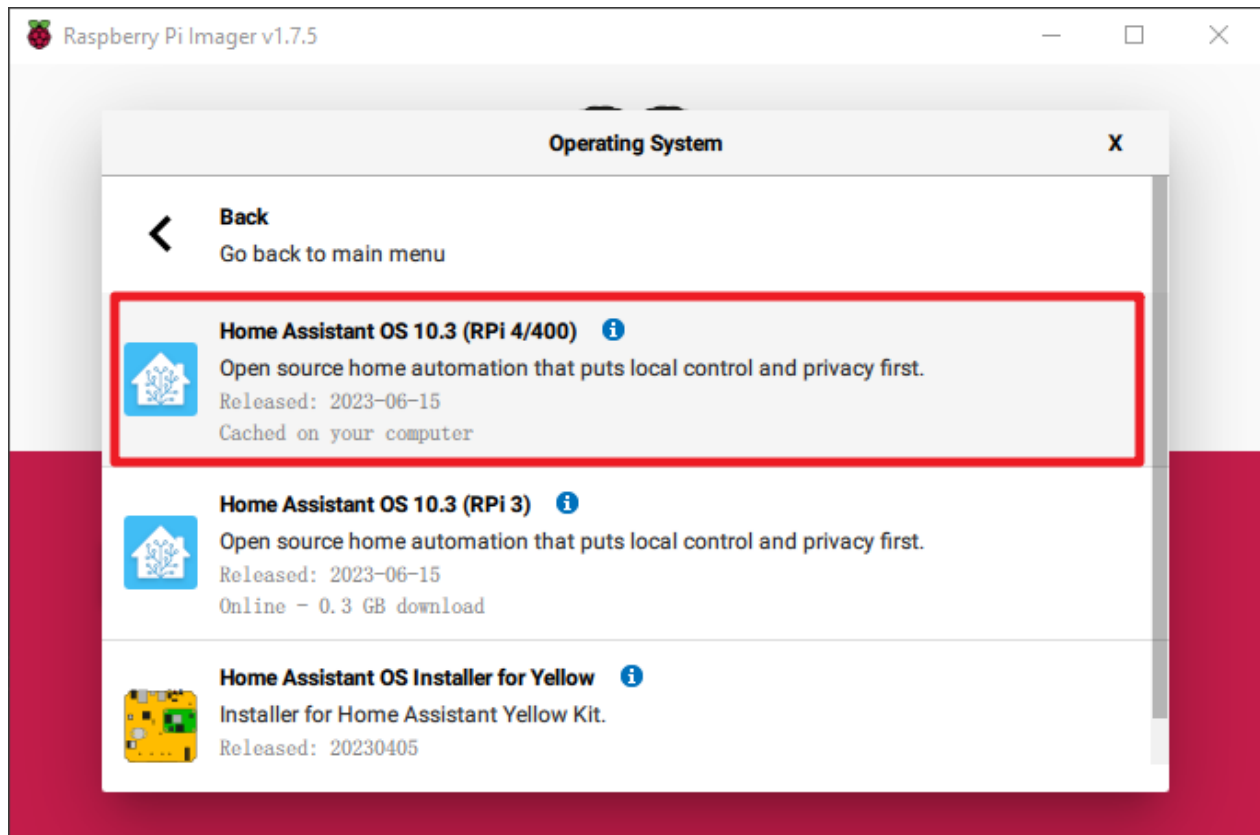 Raspberry Pi Imager v1.7.5
Operating System
X
Back
Go back to main menu
Home Assistant OS 10.3 (RPi 4/400)
Open source home automation that puts local control and privacy first.
Released: 2023-06-15
Cached on your computer
Home Assistant OS 10.3 (RPi 3)
Open source home automation that puts local control and privacy first.
Released: 2023-06-15
Online - 0.3 GB download
Home Assistant OS Installer for Yellow
Installer for Home Assistant Yellow Kit.
Released: 20230405